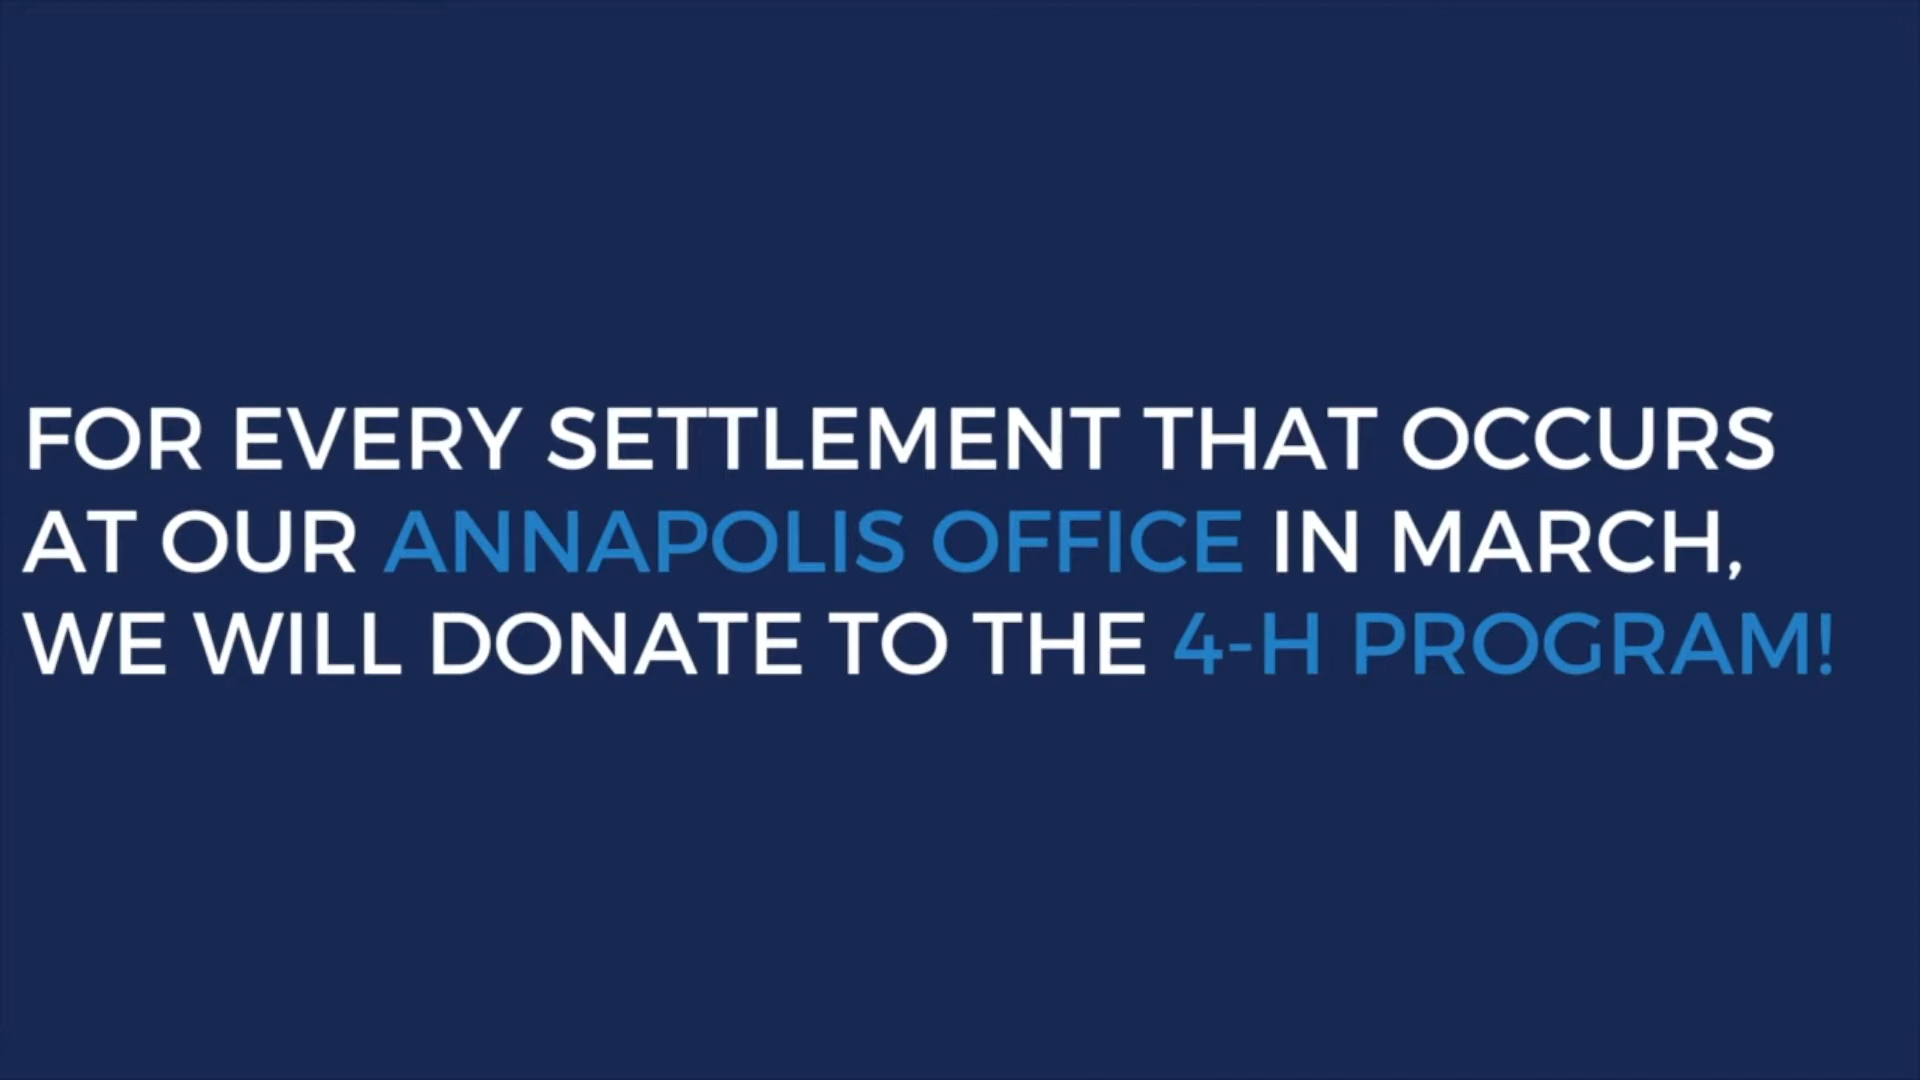 FOR EVERY SETTLEMENT THAT OCCURS
AT OUR ANNAPOLIS OFFICE IN MARCH,
WE WILL DONATE TO THE 4-H PROGRAM!